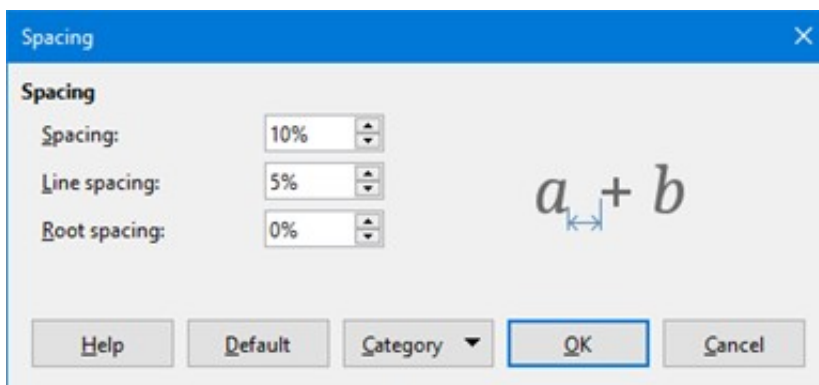 Spacing
Spacing
Spacing: 10%
Line spacing: 5%
Root spacing: 0%
a + b
Help Default Category OK Cancel